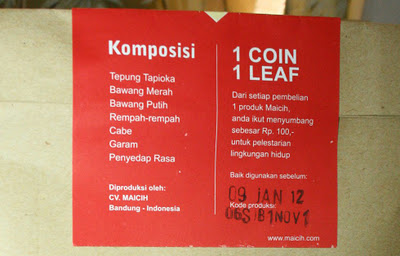 Komposisi
Tepung Tapioka
Bawang Merah
Bawang Putih
Rempah-rempah
Cabe
Garam
Penyedap Rasa
Diproduksi oleh:
CV. MAICIH
Bandung - Indonesia
1 COIN
1 LEAF
Dari setiap pembelian
1 produk Maicih,
anda ikut menyumbang
sebesar Rp. 100,-
untuk pelestarian
lingkungan hidup
Baik digunakan sebelum:
09 JAN 12
Kode produksi:
www.maicih.com